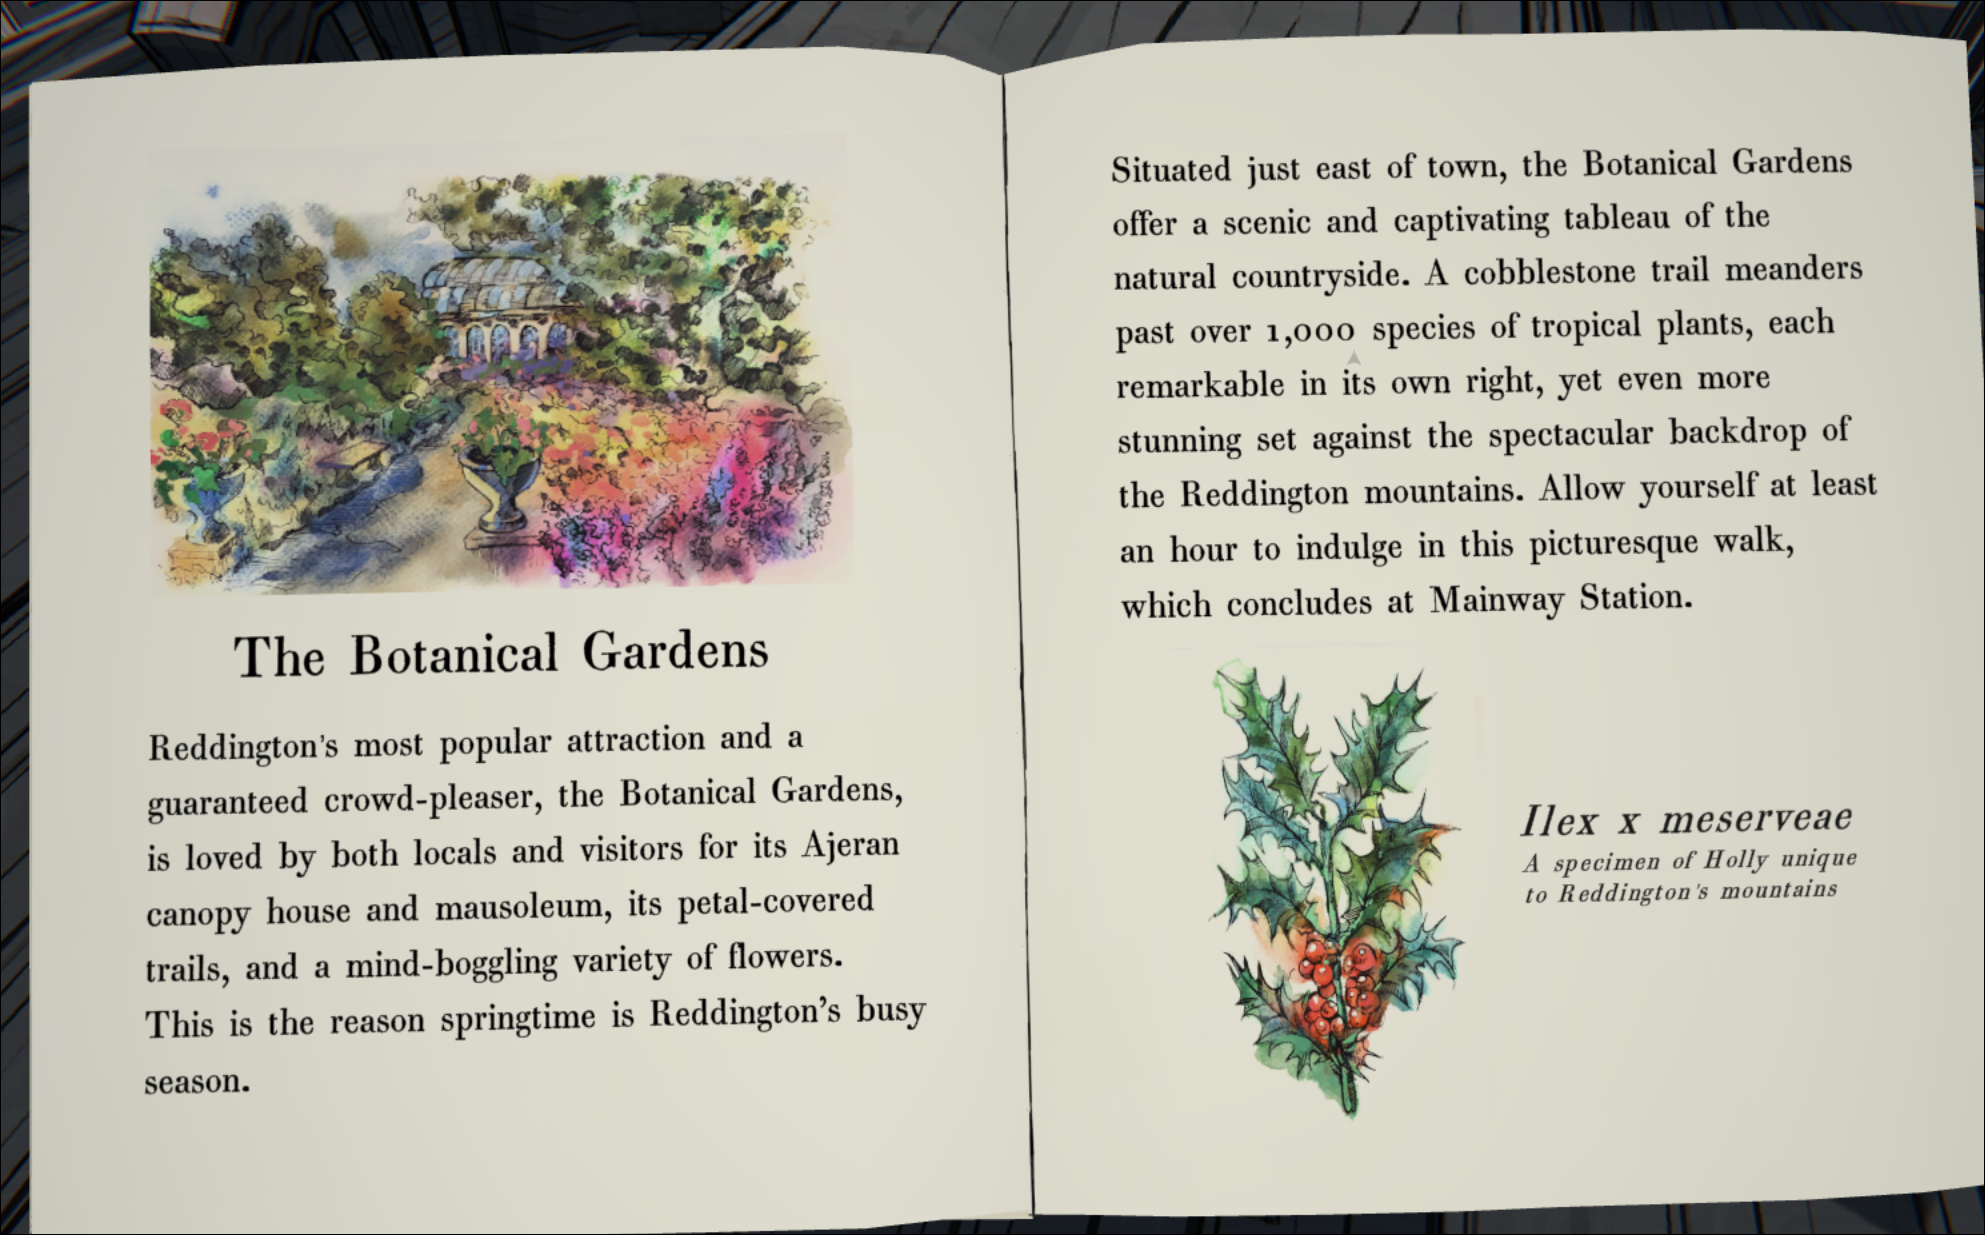 The Botanical Gardens
Reddington's most popular attraction and a
guaranteed crowd-pleaser, the Botanical Gardens,
is loved by both locals and visitors for its Ajeran
canopy house and mausoleum, its petal-covered
trails, and a mind-boggling variety of flowers.
This is the reason springtime is Reddington's busy
season.
Situated just east of town, the Botanical Gardens
offer a scenic and captivating tableau of the
natural countryside. A cobblestone trail meanders
past over 1,000 species of tropical plants, each
remarkable in its own right, yet even more
stunning set against the spectacular backdrop of
the Reddington mountains. Allow yourself at least
an hour to indulge in this picturesque walk,
which concludes at Mainway Station.
Ilex x meserveae
A specimen of Holly unique
to Reddington's mountains